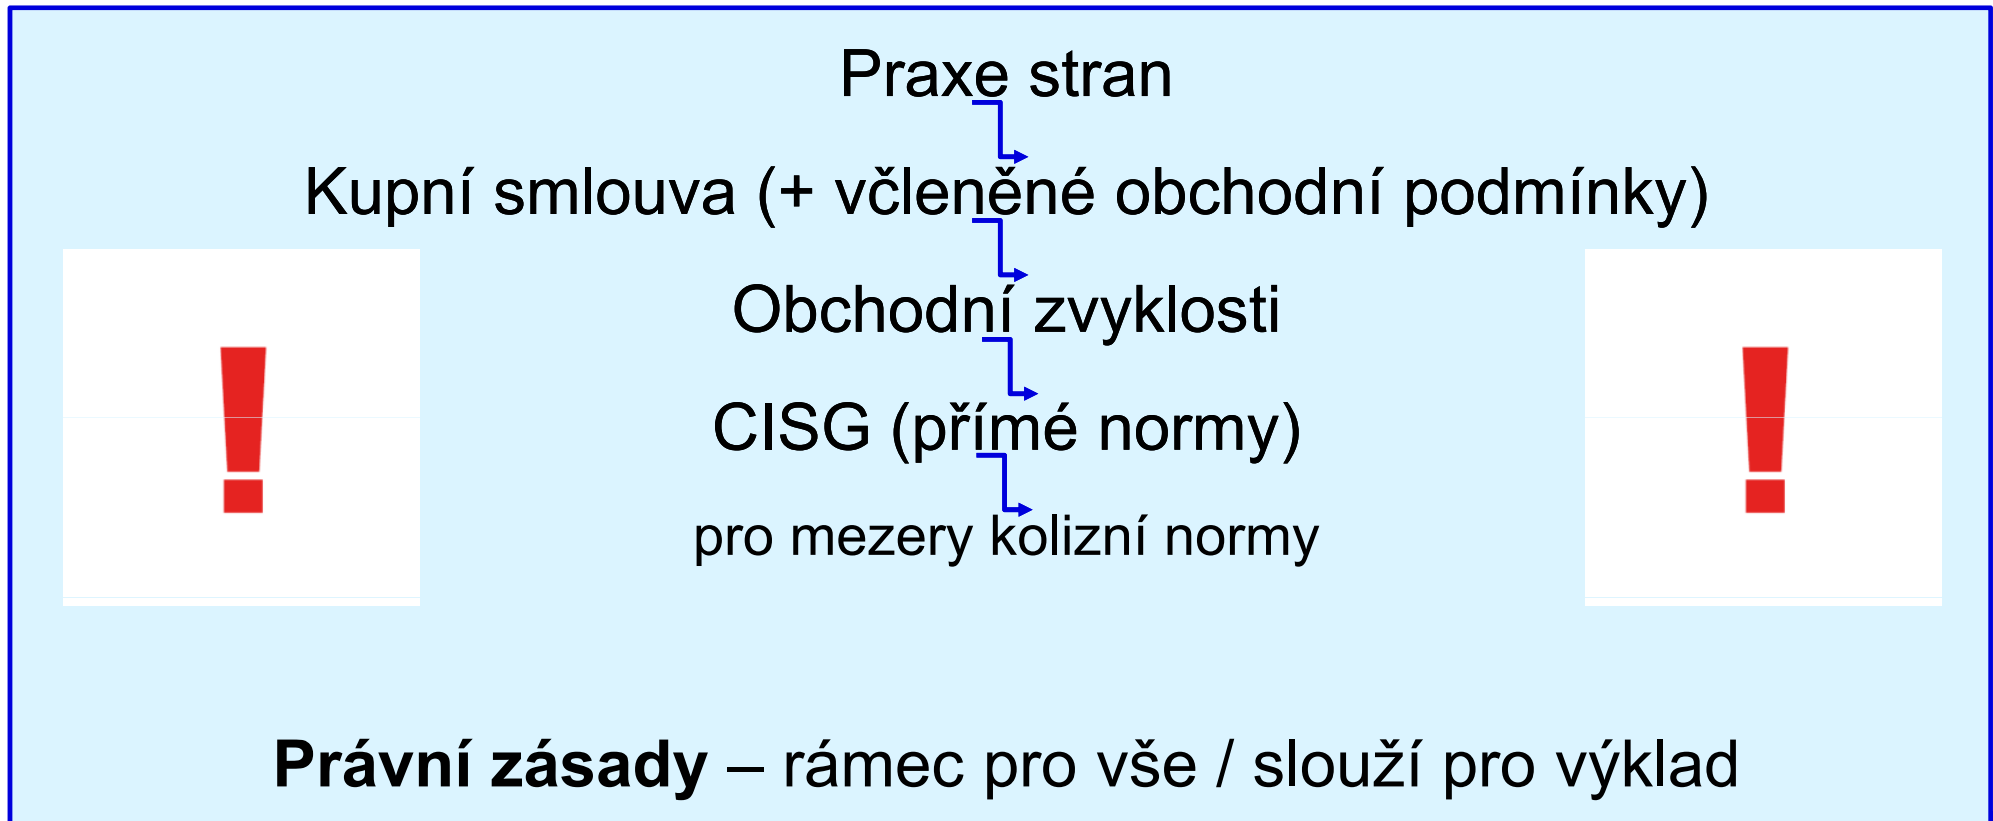 Praxe stran
Kupní smlouva (+ včleněné obchodní podmínky)
Obchodní zvyklosti
CISG (přímé normy)
pro mezery kolizní normy
!
!
Právní zásady – rámec pro vše / slouží pro výklad